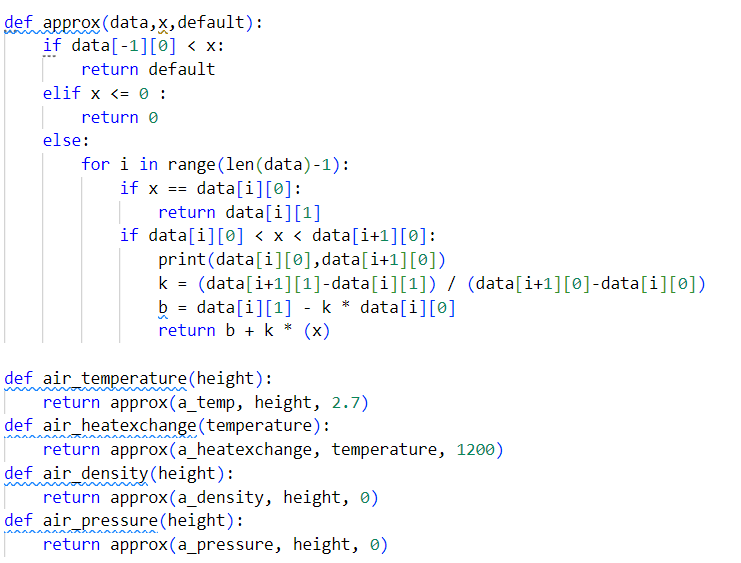 def approx(data,x,default):
    if data[-1][0] < x:
        return default
    elif x <= 0 :
        return 0
    else:
        for i in range(len(data)-1):
            if x == data[i][0]:
                return data[i][1]
            if data[i][0] < x < data[i+1][0]:
                print(data[i][0],data[i+1][0])
                k = (data[i+1][1]-data[i][1]) / (data[i+1][0]-data[i][0])
                b = data[i][1] - k * data[i][0]
                return b + k * (x)

def air_temperature(height):
    return approx(a_temp, height, 2.7)
def air_heatexchange(temperature):
    return approx(a_heatexchange, temperature, 1200)
def air_density(height):
    return approx(a_density, height, 0)
def air_pressure(height):
    return approx(a_pressure, height, 0)